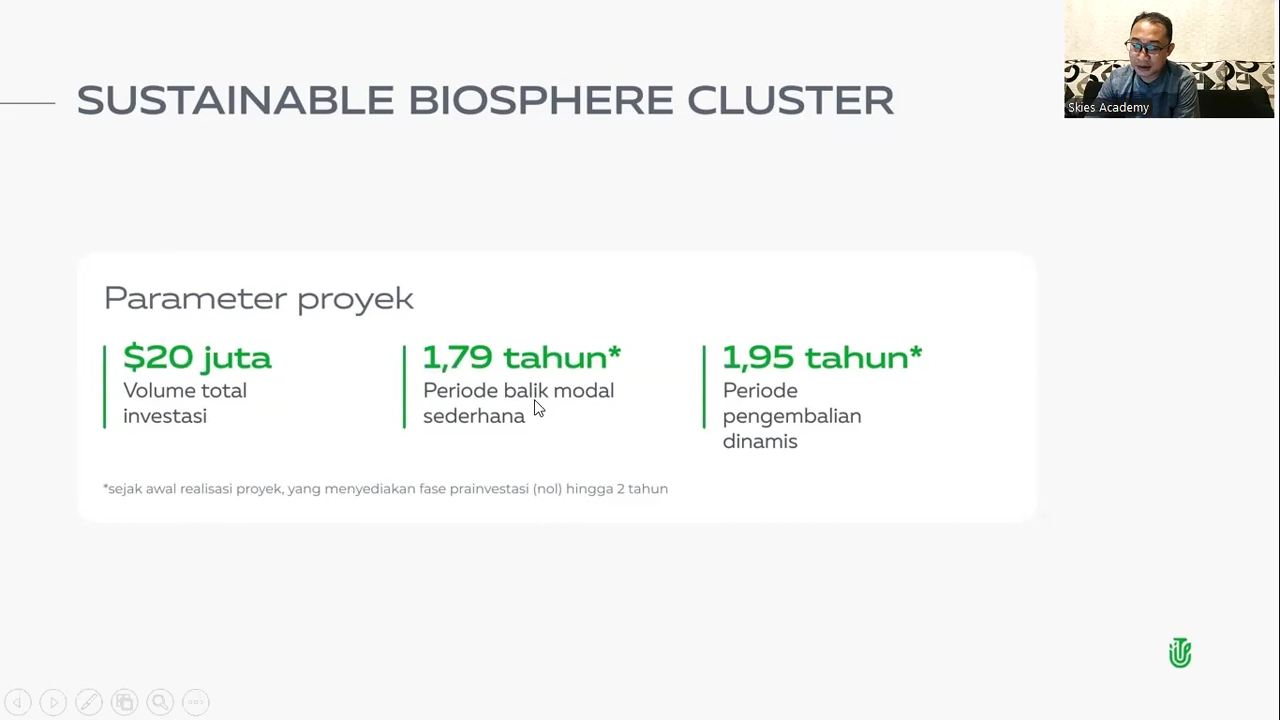 SUSTAINABLE BIOSPHERE CLUSTER
Skies Academy
Parameter proyek
$20 juta
Volume total
investasi
1,79 tahun*
Periode balik modal
sederhana
1,95 tahun*
Periode
pengembalian
dinamis
*sejak awal realisasi proyek, yang menyediakan fase prainvestasi (nol) hingga 2 tahun